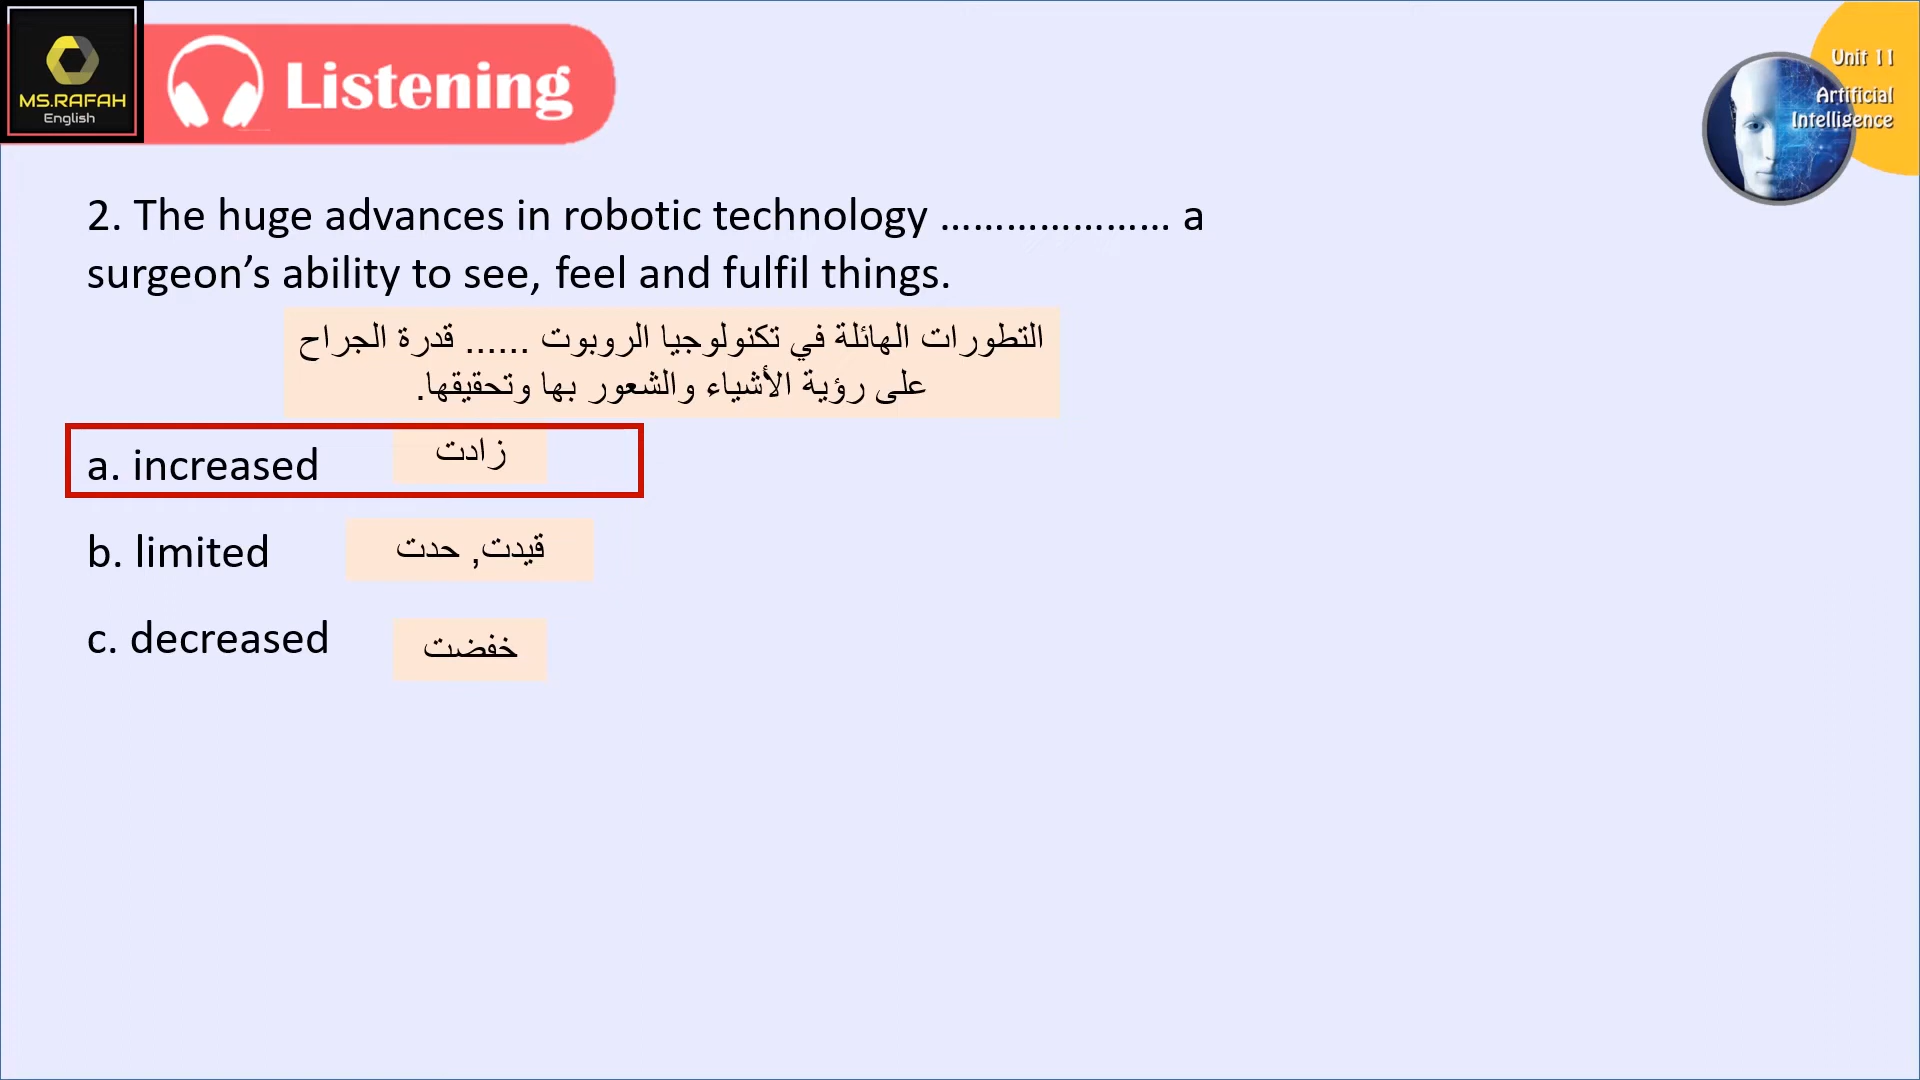 MS.RAFAH
English
Listening
Unit 11
Artificial
Intelligence
2. The huge advances in robotic technology ………………… a
surgeon’s ability to see, feel and fulfil things.
التطورات الهائلة في تكنولوجيا الروبوت ...... قدرة الجراح
على رؤية الأشياء والشعور بها وتحقيقها.
a. increased زادت
b. limited قيدت, حدت
c. decreased خفضت